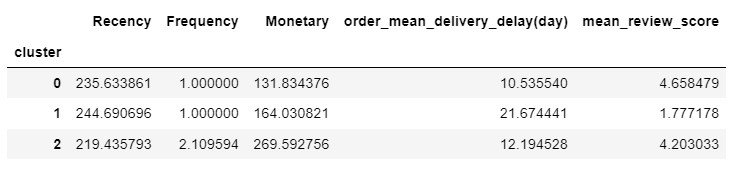 Recency Frequency Monetary order_mean_delivery_delay(day) mean_review_score
cluster
0 235.633861 1.000000 131.834376 10.535540 4.658479
1 244.690696 1.000000 164.030821 21.674441 1.777178
2 219.435793 2.109594 269.592756 12.194528 4.203033